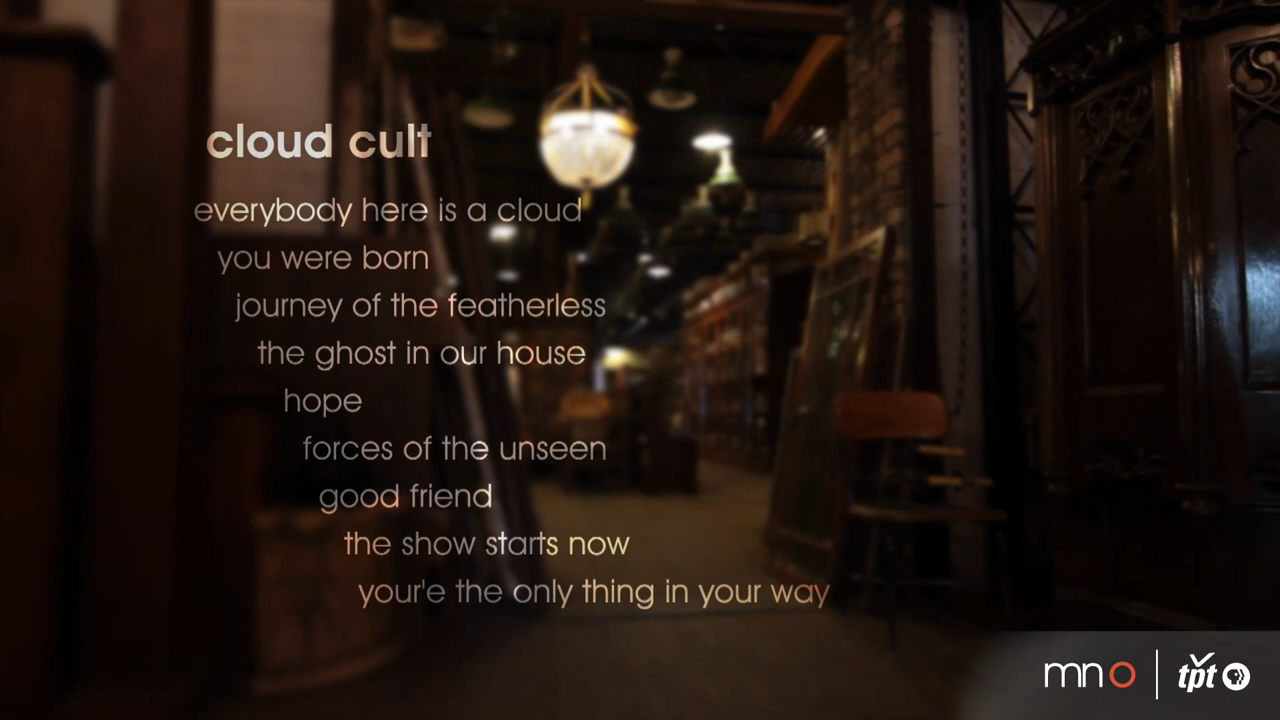 cloud cult
everybody here is a cloud
you were born
journey of the featherless
the ghost in our house
hope
forces of the unseen
good friend
the show starts now
your'e the only thing in your way
mno
tpt